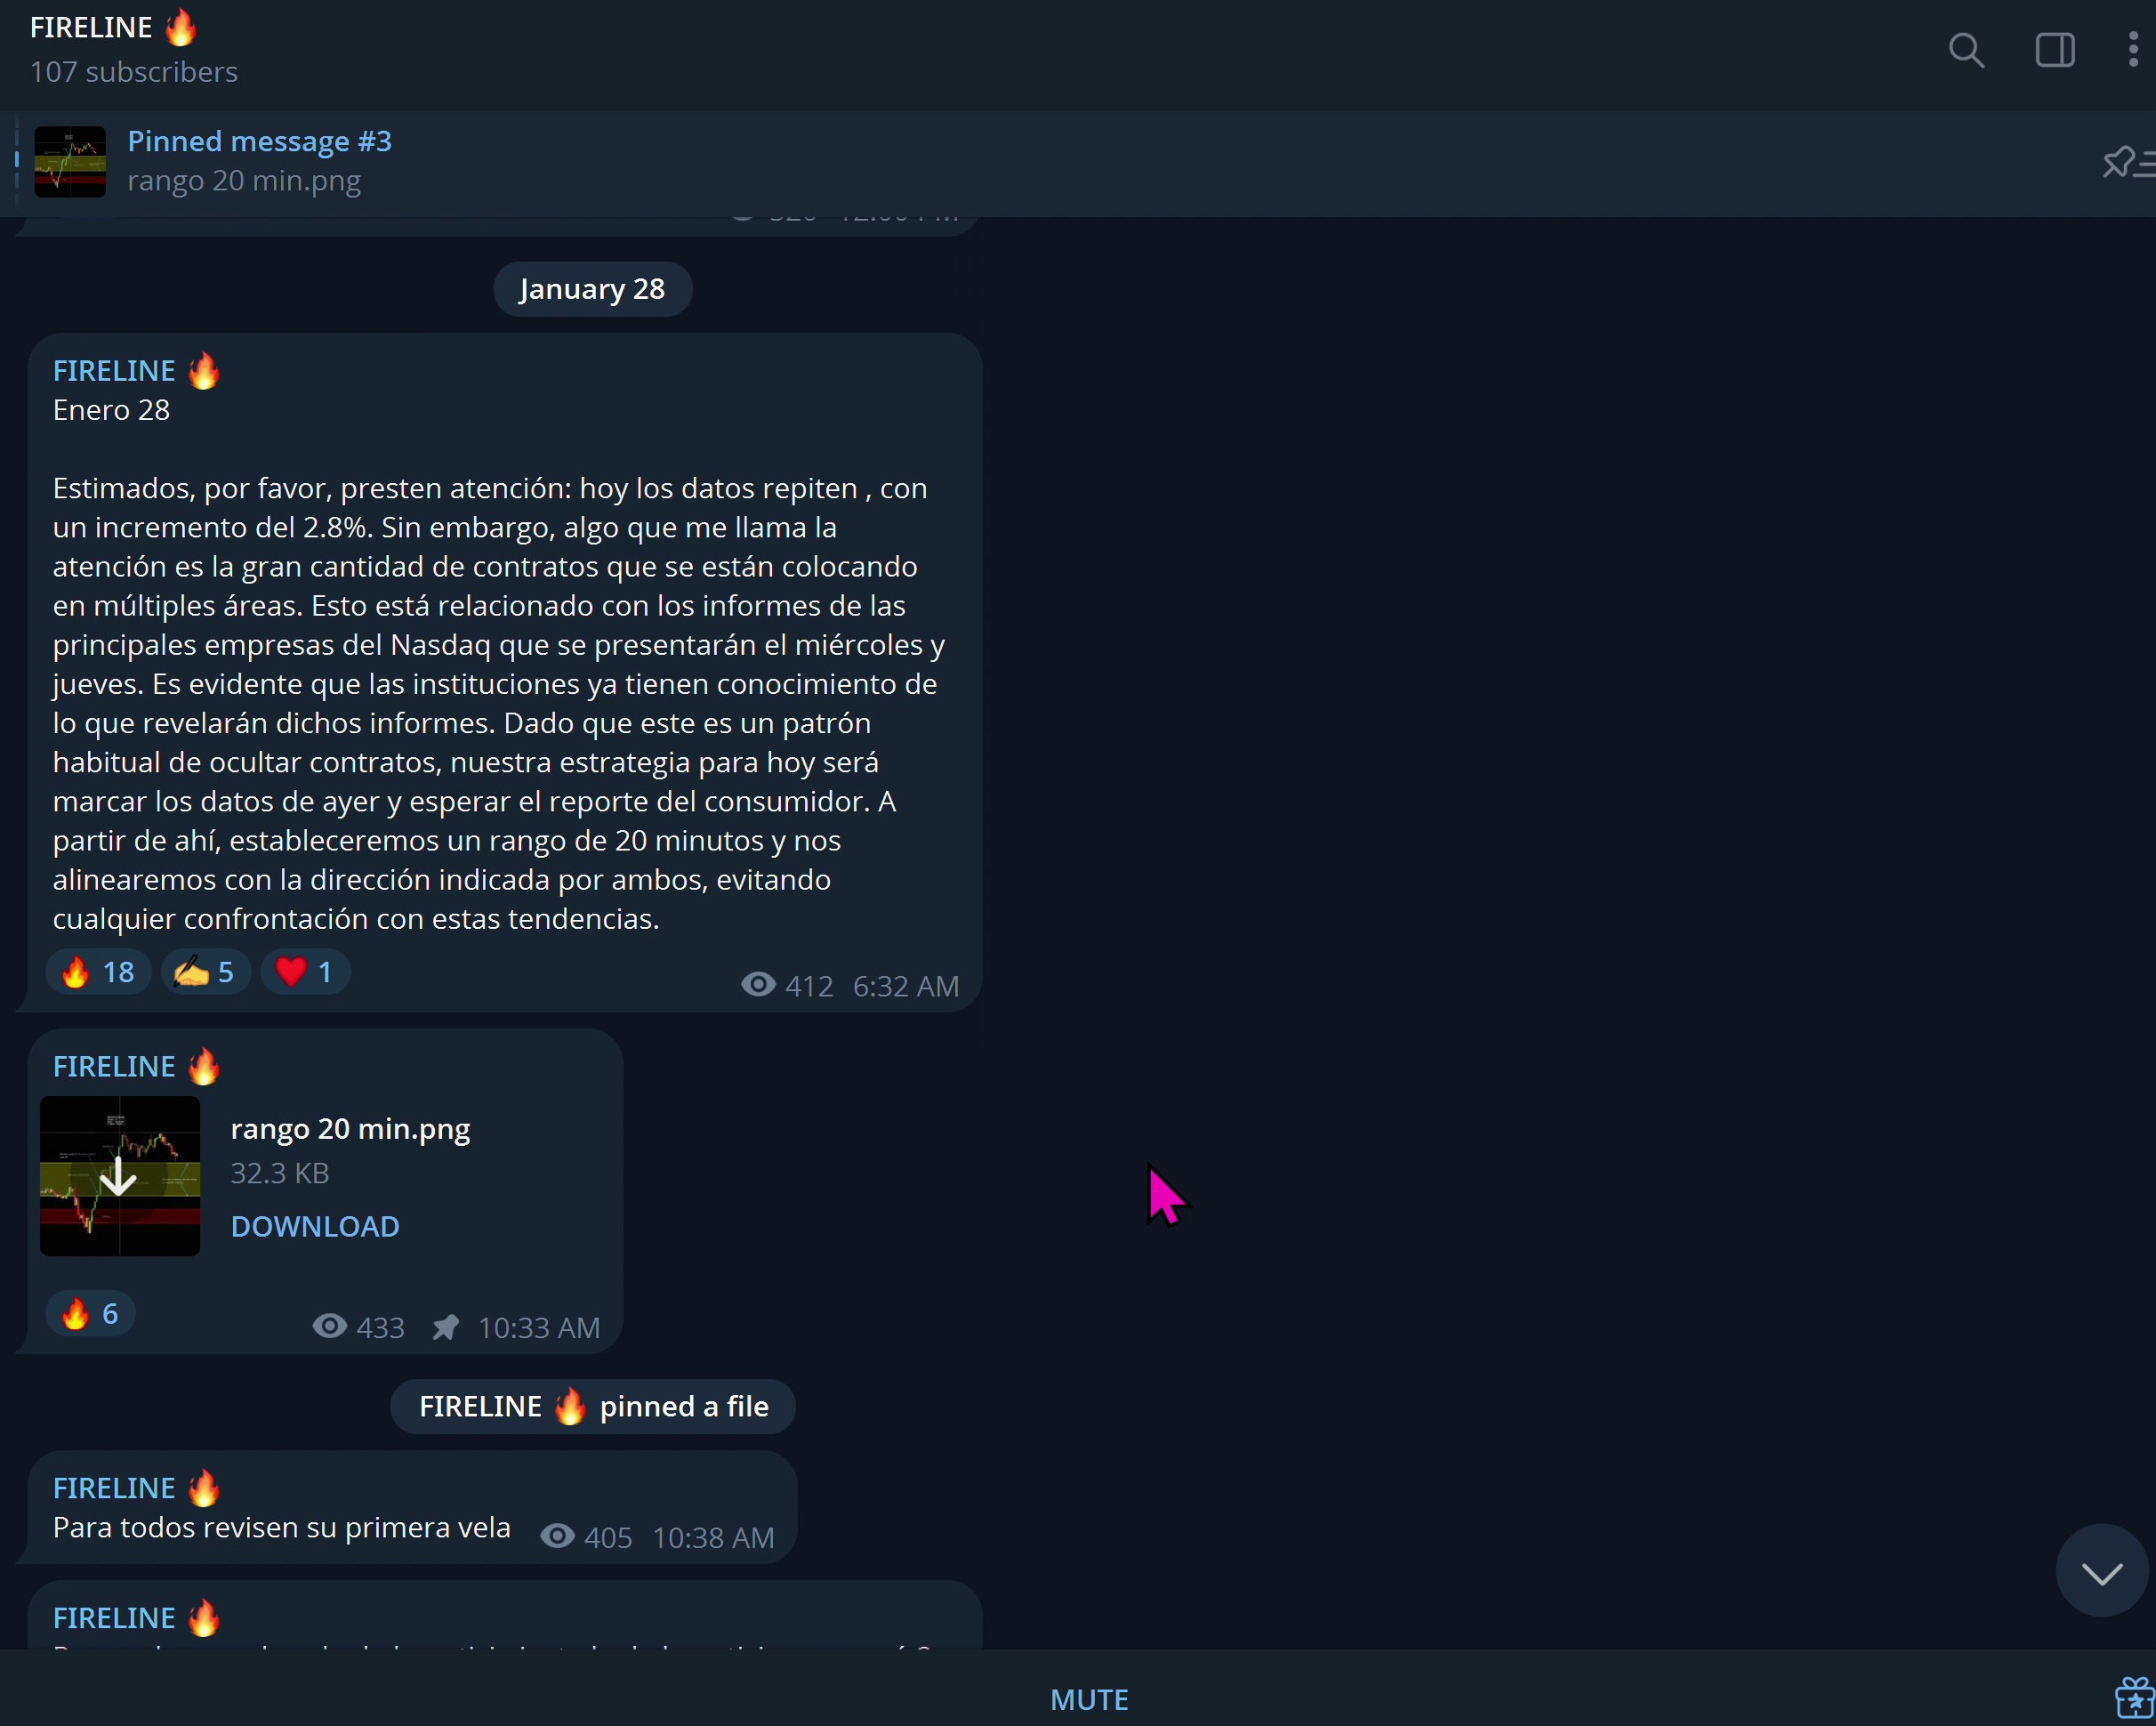 FIRELINE 🔥
107 subscribers
Pinned message #3
rango 20 min.png
January 28
FIRELINE 🔥
Enero 28
Estimados, por favor, presten atención: hoy los datos repiten , con
un incremento del 2.8%. Sin embargo, algo que me llama la
atención es la gran cantidad de contratos que se están colocando
en múltiples áreas. Esto está relacionado con los informes de las
principales empresas del Nasdaq que se presentarán el miércoles y
jueves. Es evidente que las instituciones ya tienen conocimiento de
lo que revelarán dichos informes. Dado que este es un patrón
habitual de ocultar contratos, nuestra estrategia para hoy será
marcar los datos de ayer y esperar el reporte del consumidor. A
partir de ahí, estableceremos un rango de 20 minutos y nos
alinearemos con la dirección indicada por ambos, evitando
cualquier confrontación con estas tendencias.
🔥 18 ✍ 5 ❤ 1 412 6:32 AM
FIRELINE 🔥
rango 20 min.png
32.3 KB
DOWNLOAD
🔥 6 433 10:33 AM
FIRELINE 🔥 pinned a file
FIRELINE 🔥
Para todos revisen su primera vela 405 10:38 AM
FIRELINE 🔥
MUTE